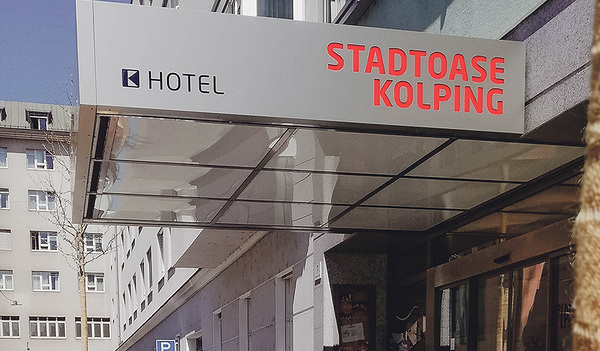 K HOTEL
STADTOASE
KOLPING
P